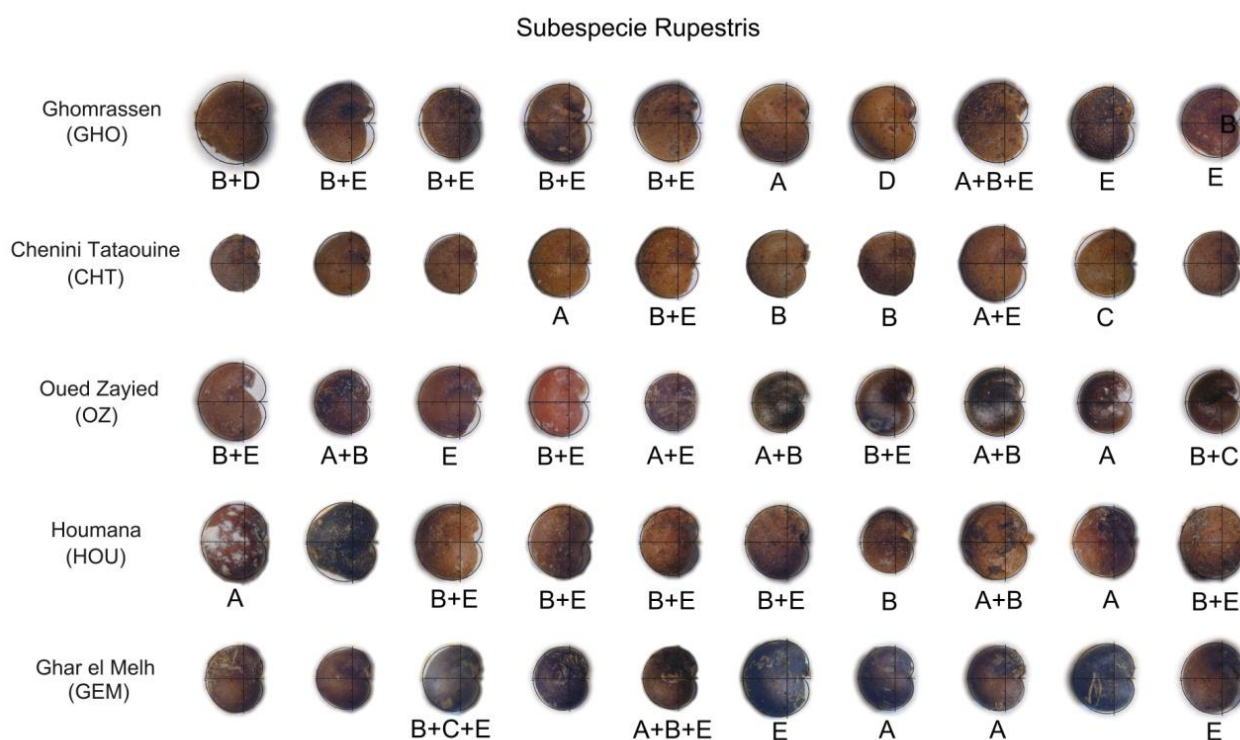 Subespecie Rupestris
Ghomrassen
(GHO)
B
B+D B+E B+E B+E B+E A D A+B+E E E
Chenini Tataouine
(CHT)
A B+E B B A+E C
Oued Zayied
(OZ)
B+E A+B E B+E A+E A+B B+E A+B A B+C
Houmana
(HOU)
A B+E B+E B+E B+E B A+B A B+E
Ghar el Melh
(GEM)
B+C+E A+B+E E A A E